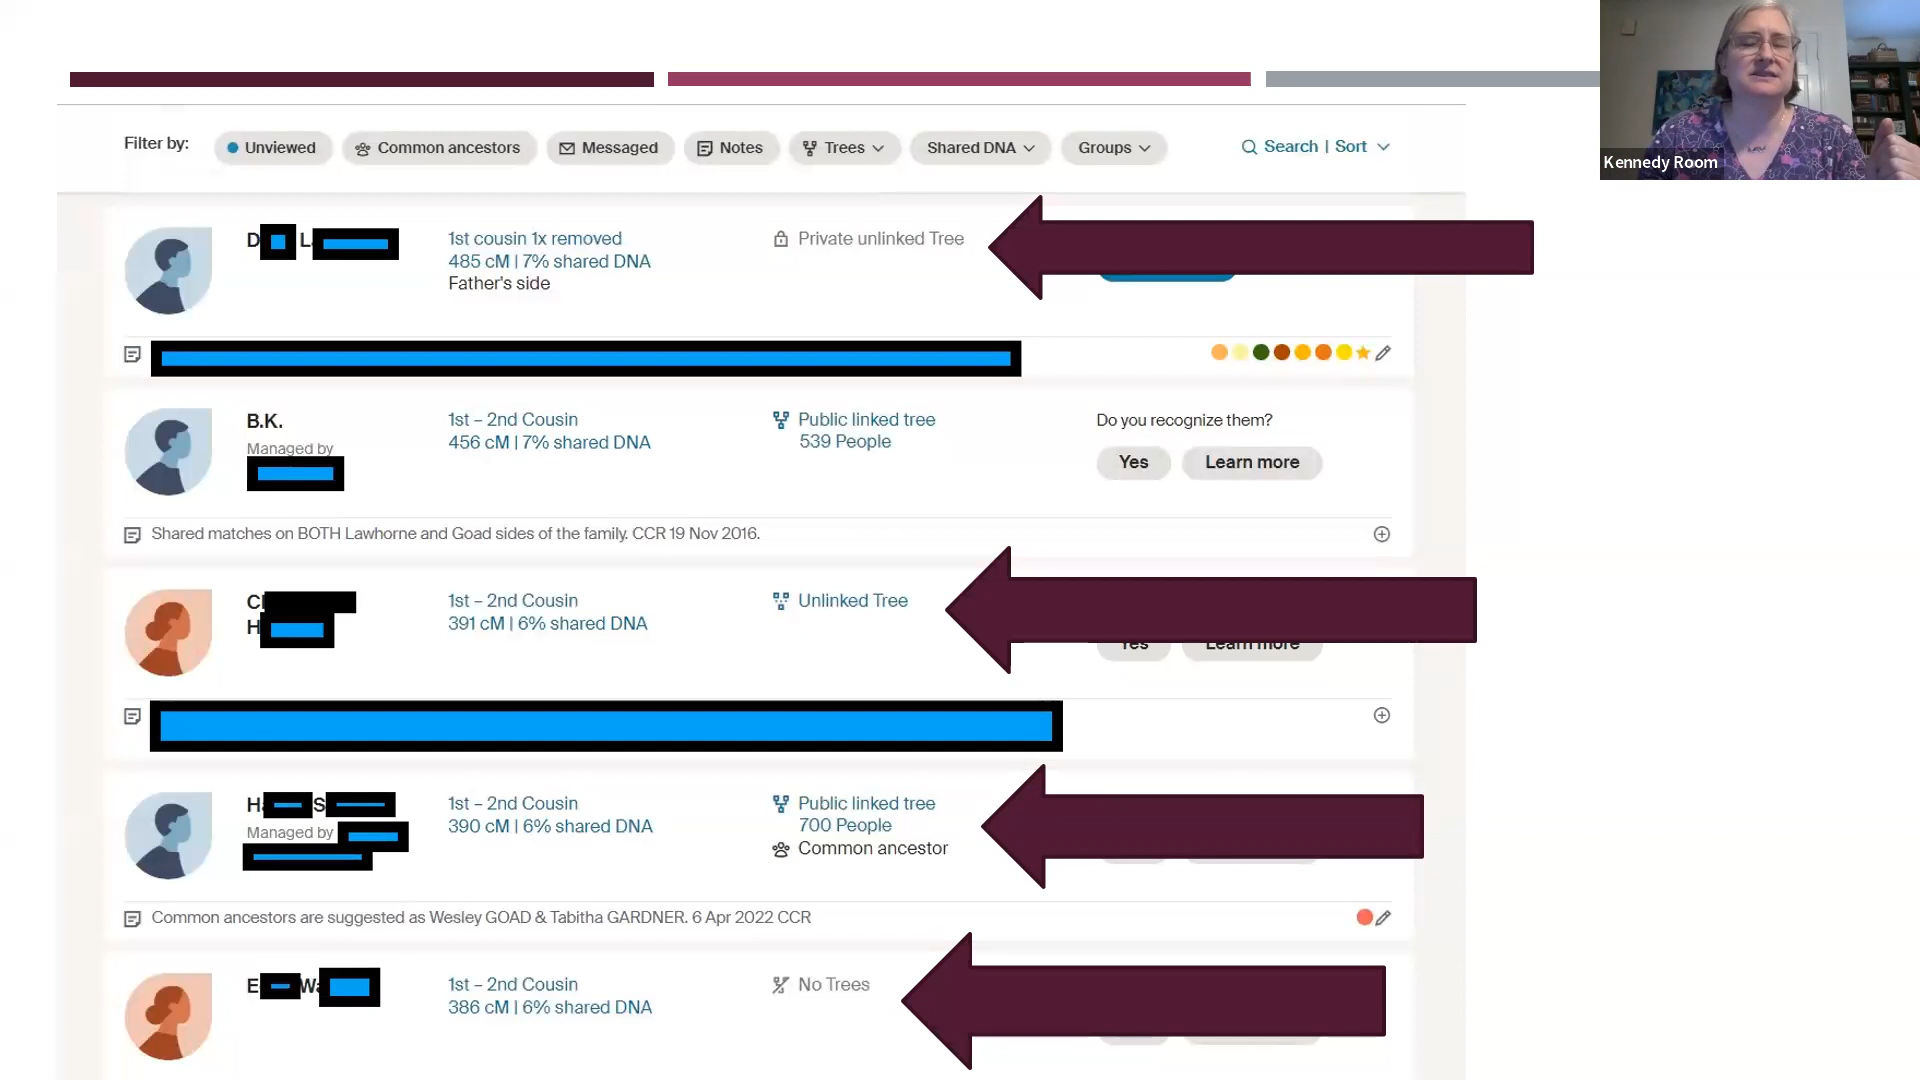 Kennedy Room
Filter by: Unviewed Common ancestors Messaged Notes Trees Shared DNA Groups Search | Sort
D L 1st cousin 1x removed Private unlinked Tree
485 cM | 7% shared DNA
Father's side
B.K. 1st – 2nd Cousin Public linked tree Do you recognize them?
Managed by 456 cM | 7% shared DNA 539 People Yes Learn more
Shared matches on BOTH Lawhorne and Goad sides of the family. CCR 19 Nov 2016.
1st – 2nd Cousin Unlinked Tree
H 391 cM | 6% shared DNA Yes Learn more
H S 1st – 2nd Cousin Public linked tree
Managed by 390 cM | 6% shared DNA 700 People
Common ancestor
Common ancestors are suggested as Wesley GOAD & Tabitha GARDNER. 6 Apr 2022 CCR
E 1st – 2nd Cousin No Trees
386 cM | 6% shared DNA